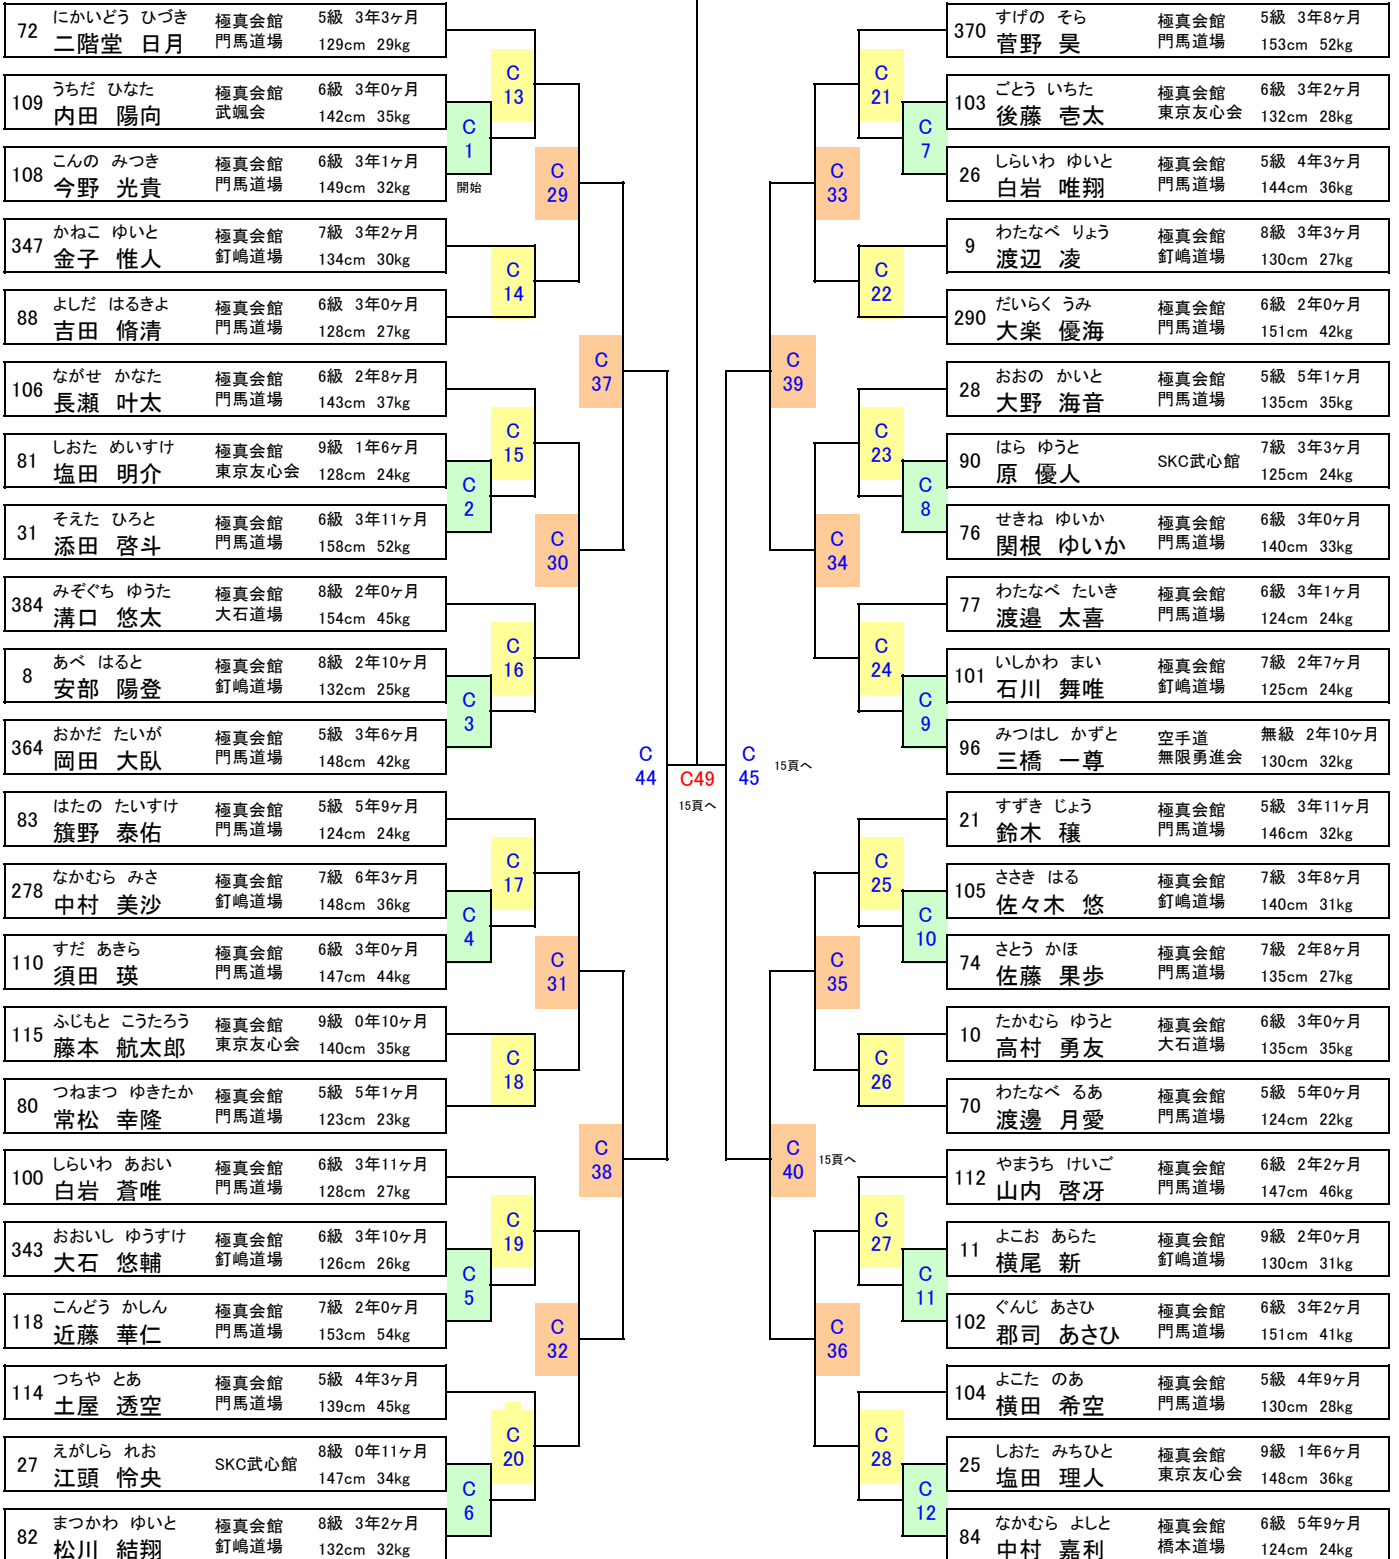 72 にかいどう ひづき 極真会館 5級 3年3ヶ月
二階堂 日月 門馬道場 129cm 29kg
109 うちだ ひなた 極真会館 6級 3年0ヶ月
内田 陽向 武颯会 142cm 35kg
108 こんの みつき 極真会館 6級 3年1ヶ月
今野 光貴 門馬道場 149cm 32kg
347 かねこ ゆいと 極真会館 7級 3年2ヶ月
金子 惟人 釘嶋道場 134cm 30kg
88 よしだ はるきよ 極真会館 6級 3年0ヶ月
吉田 脩清 門馬道場 128cm 27kg
106 ながせ かなた 極真会館 6級 2年8ヶ月
長瀬 叶太 門馬道場 143cm 37kg
81 しおた めいすけ 極真会館 9級 1年6ヶ月
塩田 明介 東京友心会 128cm 24kg
31 そえた ひろと 極真会館 6級 3年11ヶ月
添田 啓斗 門馬道場 158cm 52kg
384 みぞぐち ゆうた 極真会館 8級 2年0ヶ月
溝口 悠太 大石道場 154cm 45kg
8 あべ はると 極真会館 8級 2年10ヶ月
安部 陽登 釘嶋道場 132cm 25kg
364 おかだ たいが 極真会館 5級 3年6ヶ月
岡田 大臥 門馬道場 148cm 42kg
83 はたの たいすけ 極真会館 5級 5年9ヶ月
籏野 泰佑 門馬道場 124cm 24kg
278 なかむら みさ 極真会館 7級 6年3ヶ月
中村 美沙 釘嶋道場 148cm 36kg
110 すだ あきら 極真会館 6級 3年0ヶ月
須田 瑛 門馬道場 147cm 44kg
115 ふじもと こうたろう 極真会館 9級 0年10ヶ月
藤本 航太郎 東京友心会 140cm 35kg
80 つねまつ ゆきたか 極真会館 5級 5年1ヶ月
常松 幸隆 門馬道場 123cm 23kg
100 しらいわ あおい 極真会館 6級 3年11ヶ月
白岩 蒼唯 門馬道場 128cm 27kg
343 おおいし ゆうすけ 極真会館 6級 3年10ヶ月
大石 悠輔 釘嶋道場 126cm 26kg
118 こんどう かしん 極真会館 7級 2年0ヶ月
近藤 華仁 門馬道場 153cm 54kg
114 つちや とあ 極真会館 5級 4年3ヶ月
土屋 透空 門馬道場 139cm 45kg
27 えがしら れお SKC武心館 8級 0年11ヶ月
江頭 怜央 147cm 34kg
82 まつかわ ゆいと 極真会館 8級 3年2ヶ月
松川 結翔 釘嶋道場 132cm 32kg
C 1
開始
C 2
C 3
C 4
C 5
C 6
C 13
C 14
C 15
C 16
C 17
C 18
C 19
C 20
C 29
C 30
C 31
C 32
C 37
C 38
C 44
C49
15頁へ
C 45 15頁へ
C 39
C 40 15頁へ
C 33
C 34
C 35
C 36
C 21
C 22
C 23
C 24
C 25
C 26
C 27
C 28
C 7
C 8
C 9
C 10
C 11
C 12
370 すげの そら 極真会館 5級 3年8ヶ月
菅野 昊 門馬道場 153cm 52kg
103 ごとう いちた 極真会館 6級 3年2ヶ月
後藤 壱太 東京友心会 132cm 28kg
26 しらいわ ゆいと 極真会館 5級 4年3ヶ月
白岩 唯翔 門馬道場 144cm 36kg
9 わたなべ りょう 極真会館 8級 3年3ヶ月
渡辺 凌 釘嶋道場 130cm 27kg
290 だいらく うみ 極真会館 6級 2年0ヶ月
大楽 優海 門馬道場 151cm 42kg
28 おおの かいと 極真会館 5級 5年1ヶ月
大野 海音 門馬道場 135cm 35kg
90 はら ゆうと SKC武心館 7級 3年3ヶ月
原 優人 125cm 24kg
76 せきね ゆいか 極真会館 6級 3年0ヶ月
関根 ゆいか 門馬道場 140cm 33kg
77 わたなべ たいき 極真会館 6級 3年1ヶ月
渡邉 太喜 門馬道場 124cm 24kg
101 いしかわ まい 極真会館 7級 2年7ヶ月
石川 舞唯 釘嶋道場 125cm 24kg
96 みつはし かずと 空手道 無級 2年10ヶ月
三橋 一尊 無限勇進会 130cm 32kg
21 すずき じょう 極真会館 5級 3年11ヶ月
鈴木 穣 門馬道場 146cm 32kg
105 ささき はる 極真会館 7級 3年8ヶ月
佐々木 悠 釘嶋道場 140cm 31kg
74 さとう かほ 極真会館 7級 2年8ヶ月
佐藤 果歩 門馬道場 135cm 27kg
10 たかむら ゆうと 極真会館 6級 3年0ヶ月
高村 勇友 大石道場 135cm 35kg
70 わたなべ るあ 極真会館 5級 5年0ヶ月
渡邊 月愛 門馬道場 124cm 22kg
112 やまうち けいご 極真会館 6級 2年2ヶ月
山内 啓冴 門馬道場 147cm 46kg
11 よこお あらた 極真会館 9級 2年0ヶ月
横尾 新 釘嶋道場 130cm 31kg
102 ぐんじ あさひ 極真会館 6級 3年2ヶ月
郡司 あさひ 門馬道場 151cm 41kg
104 よこた のあ 極真会館 5級 4年9ヶ月
横田 希空 門馬道場 130cm 28kg
25 しおた みちひと 極真会館 9級 1年6ヶ月
塩田 理人 東京友心会 148cm 36kg
84 なかむら よしと 極真会館 6級 5年9ヶ月
中村 嘉利 橋本道場 124cm 24kg